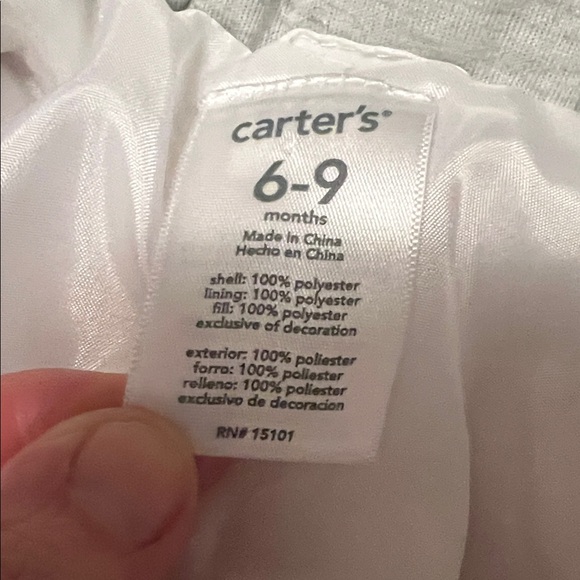 carter's®
6-9
months
Made in China
Hecho en China
shell: 100% polyester
lining: 100% polyester
fill: 100% polyester
exclusive of decoration
exterior: 100% poliester
forro: 100% poliester
relleno: 100% poliester
exclusivo de decoracion
RN# 15101